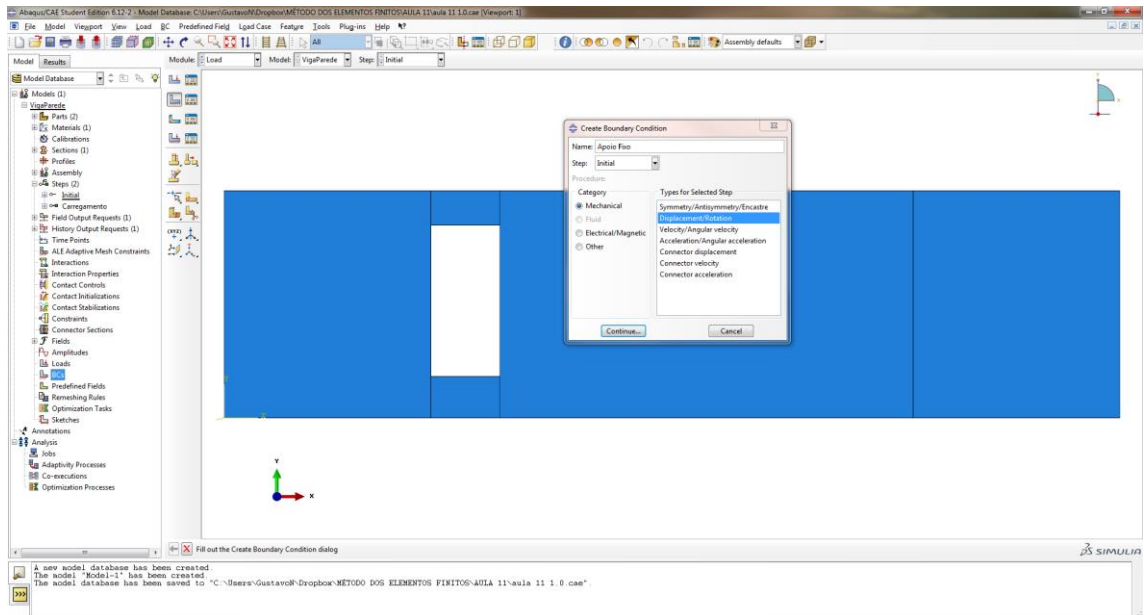 Abaqus/CAE Student Edition 6.12-2 - Model Database: C:\Users\GustavoN\Dropbox\MÉTODO DOS ELEMENTOS FINITOS\AULA 11\aula 11 1.0.cae [Viewport: 1]
File Model Viewport View Load BC Predefined Field Load Case Feature Tools Plug-ins Help
All
Assembly defaults
Model Results
Module: Load Model: VigaParede Step: Initial
Model Database
Models (1)
VigaParede
Parts (2)
Materials (1)
Calibrations
Sections (1)
Profiles
Assembly
Steps (2)
Initial
Carregamento
Field Output Requests (1)
History Output Requests (1)
Time Points
ALE Adaptive Mesh Constraints
Interactions
Interaction Properties
Contact Controls
Contact Initializations
Contact Stabilizations
Constraints
Connector Sections
Fields
Amplitudes
Loads
BCs
Predefined Fields
Remeshing Rules
Optimization Tasks
Sketches
Annotations
Analysis
Jobs
Adaptivity Processes
Co-executions
Optimization Processes
Create Boundary Condition
Name: Apoio Fixo
Step: Initial
Procedure:
Category
Mechanical
Fluid
Electrical/Magnetic
Other
Types for Selected Step
Symmetry/Antisymmetry/Encastre
Displacement/Rotation
Velocity/Angular velocity
Acceleration/Angular acceleration
Connector displacement
Connector velocity
Connector acceleration
Continue... Cancel
Y
X
Y
X
Fill out the Create Boundary Condition dialog
SIMULIA
A new model database has been created.
The model "Model-1" has been created.
The model database has been saved to "C:\Users\GustavoN\Dropbox\MÉTODO DOS ELEMENTOS FINITOS\AULA 11\aula 11 1.0.cae".